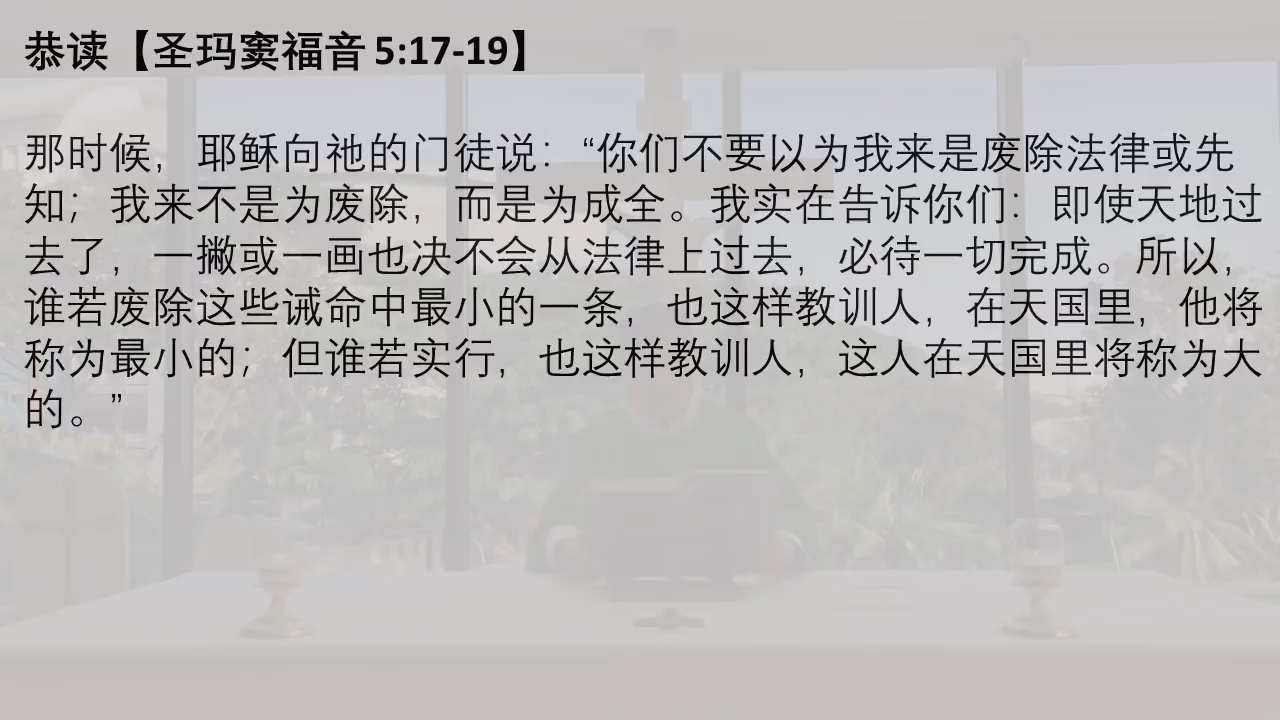 恭读【圣玛窦福音 5:17-19】
那时候，耶稣向祂的门徒说：“你们不要以为我来是废除法律或先
知；我来不是为废除，而是为成全。我实在告诉你们：即使天地过
去了，一撇或一画也决不会从法律上过去，必待一切完成。所以，
谁若废除这些诫命中最小的一条，也这样教训人，在天国里，他将
称为最小的；但谁若实行，也这样教训人，这人在天国里将称为大
的。”